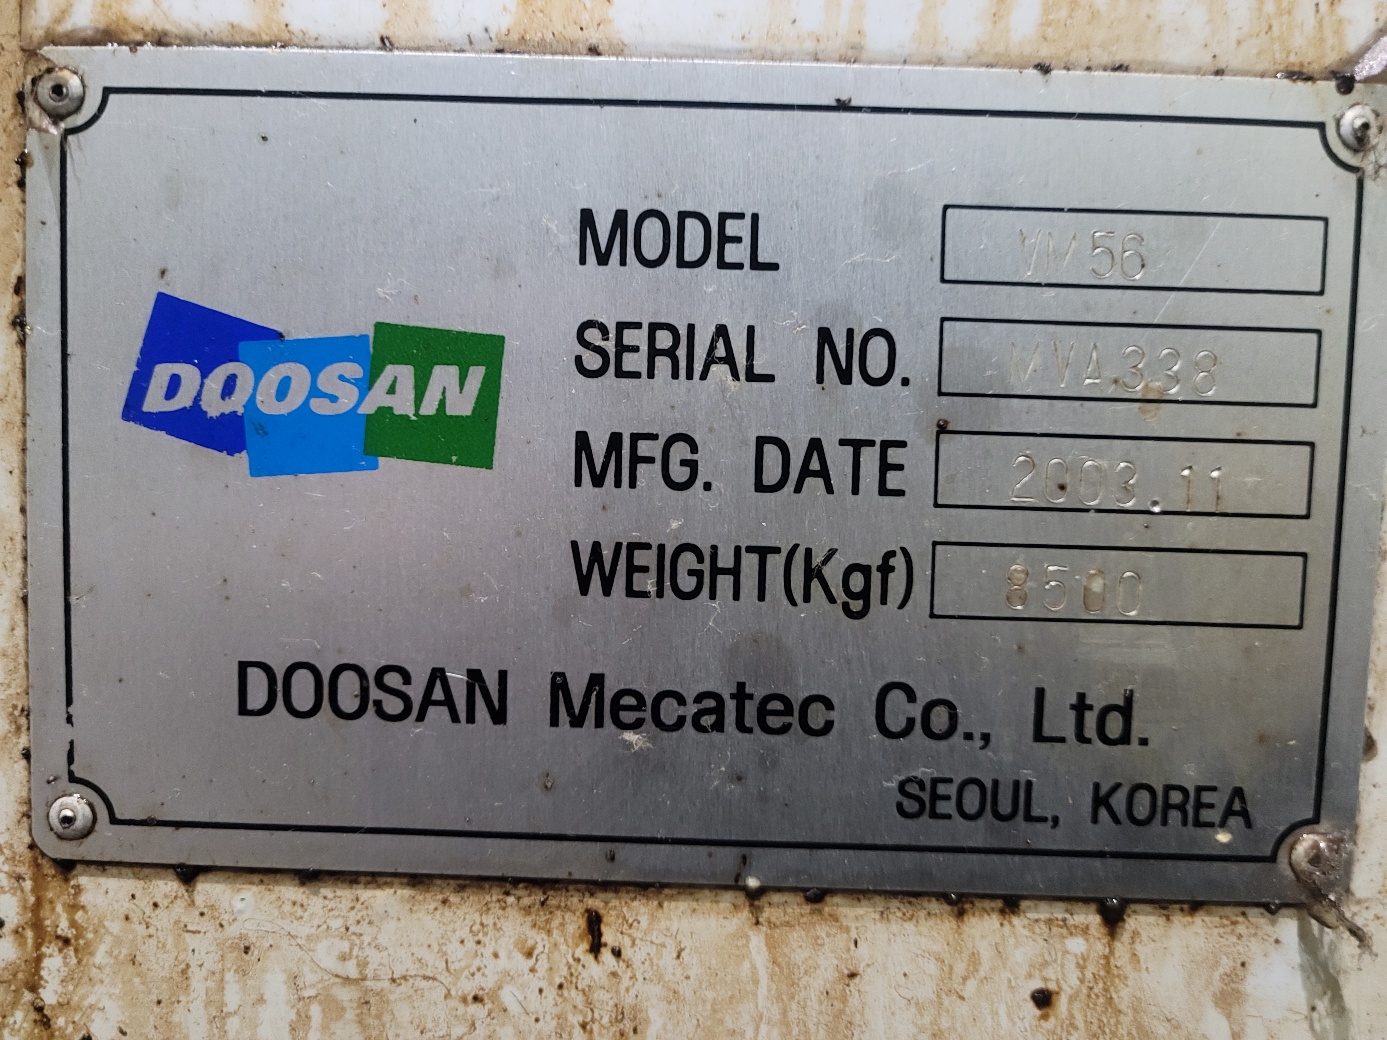 DOOSAN
MODEL VM56
SERIAL NO. MVA338
MFG. DATE 2003.11
WEIGHT(Kgf) 8500
DOOSAN Mecatec Co., Ltd.
SEOUL, KOREA